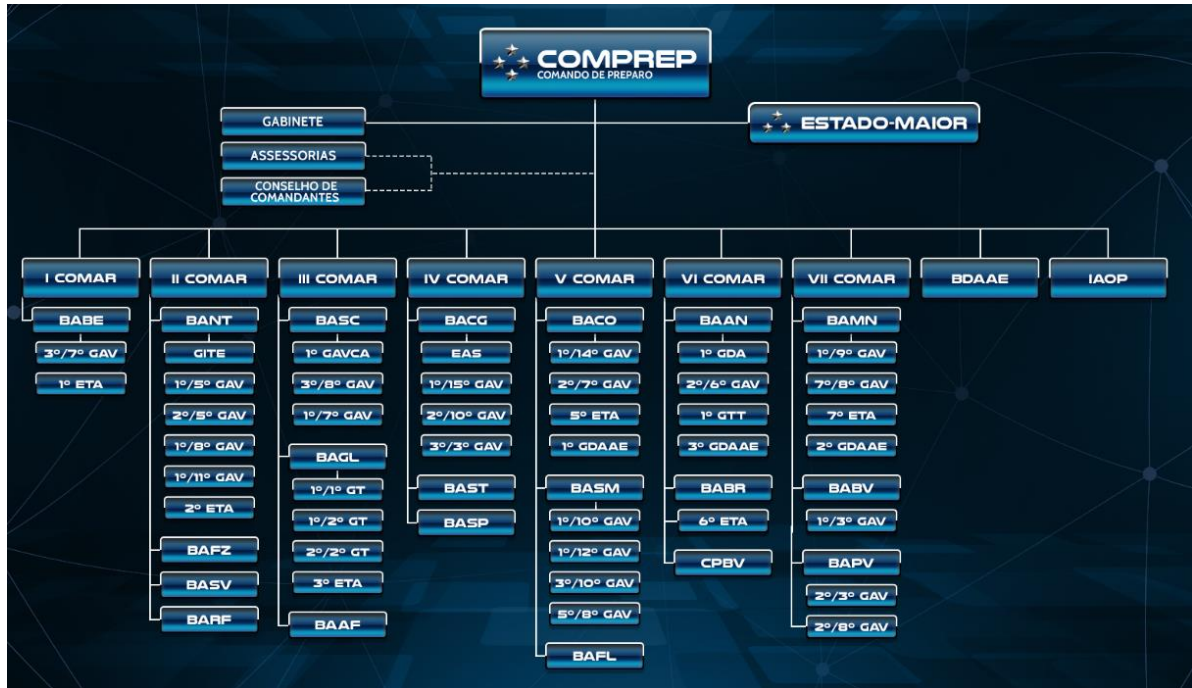 COMPREP
COMANDO DE PREPARO
GABINETE
ESTADO-MAIOR
ASSESSORIAS
CONSELHO DE
COMANDANTES
I COMAR
BABE
3º/7º GAV
1º ETA
II COMAR
BANT
GITE
1º/5º GAV
2º/5º GAV
1º/8º GAV
1º/11º GAV
2º ETA
BAFZ
BASV
BARF
III COMAR
BASC
1º GAVCA
3º/8º GAV
1º/7º GAV
BAGL
1º/1º GT
1º/2º GT
2º/2º GT
3º ETA
BAAF
IV COMAR
BACG
EAS
1º/15º GAV
2º/10º GAV
3º/3º GAV
BAST
BASP
V COMAR
BACO
1º/14º GAV
2º/7º GAV
5º ETA
1º GDAAE
BASM
1º/10º GAV
1º/12º GAV
3º/10º GAV
5º/8º GAV
BAFL
VI COMAR
BAAN
1º GDA
2º/6º GAV
1º GTT
3º GDAAE
BABR
6º ETA
CPBV
VII COMAR
BAMN
1º/9º GAV
7º/8º GAV
7º ETA
2º GDAAE
BABV
1º/3º GAV
BAPV
2º/3º GAV
2º/8º GAV
BDAAE
IAOP